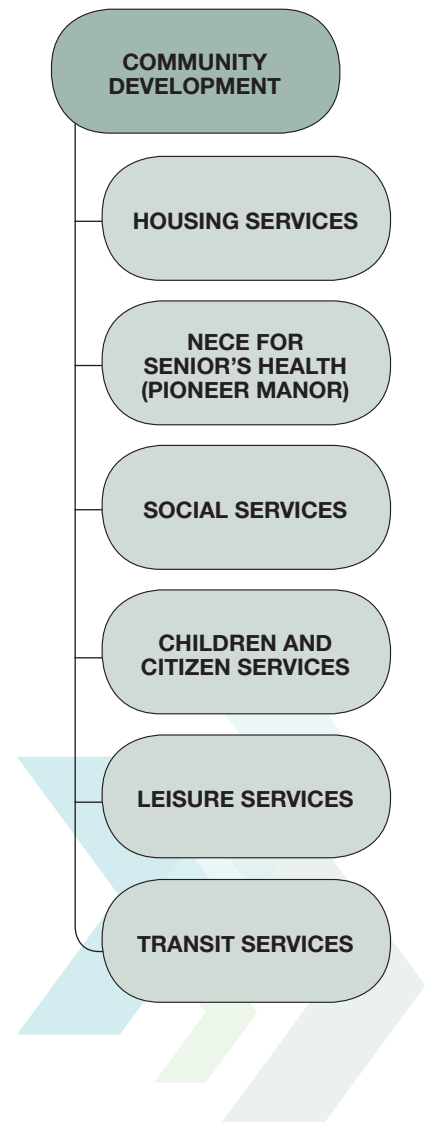 COMMUNITY
DEVELOPMENT
HOUSING SERVICES
NECE FOR
SENIOR'S HEALTH
(PIONEER MANOR)
SOCIAL SERVICES
CHILDREN AND
CITIZEN SERVICES
LEISURE SERVICES
TRANSIT SERVICES